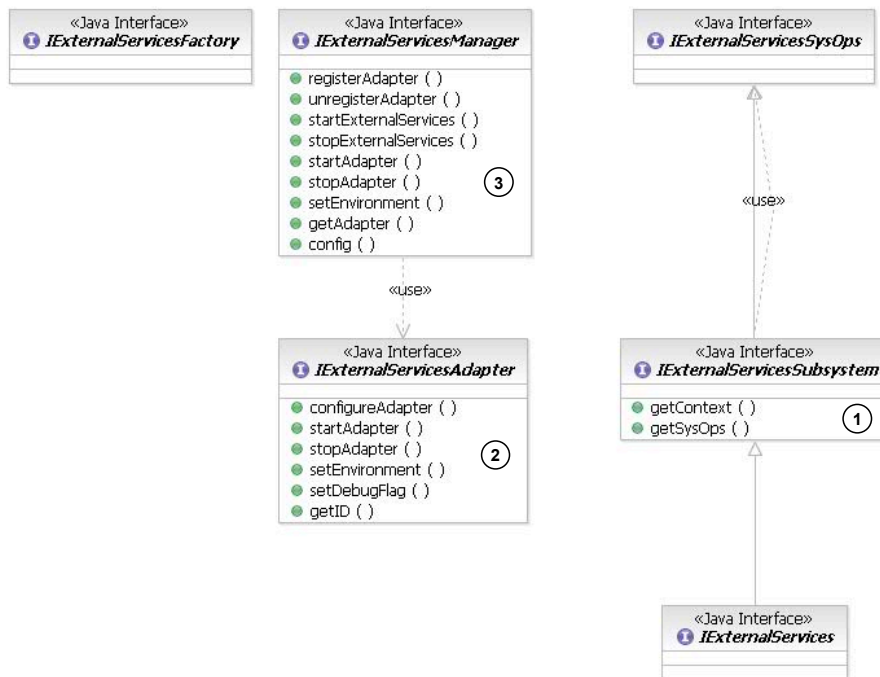 «Java Interface»
I IExternalServicesFactory
«Java Interface»
I IExternalServicesManager
registerAdapter ( )
unregisterAdapter ( )
startExternalServices ( )
stopExternalServices ( )
startAdapter ( )
stopAdapter ( )
setEnvironment ( )
getAdapter ( )
config ( )
3
«use»
«Java Interface»
I IExternalServicesAdapter
configureAdapter ( )
startAdapter ( )
stopAdapter ( )
setEnvironment ( )
setDebugFlag ( )
getID ( )
2
«Java Interface»
I IExternalServicesSysOps
«use»
«Java Interface»
I IExternalServicesSubsystem
getContext ( )
getSysOps ( )
1
«Java Interface»
I IExternalServices